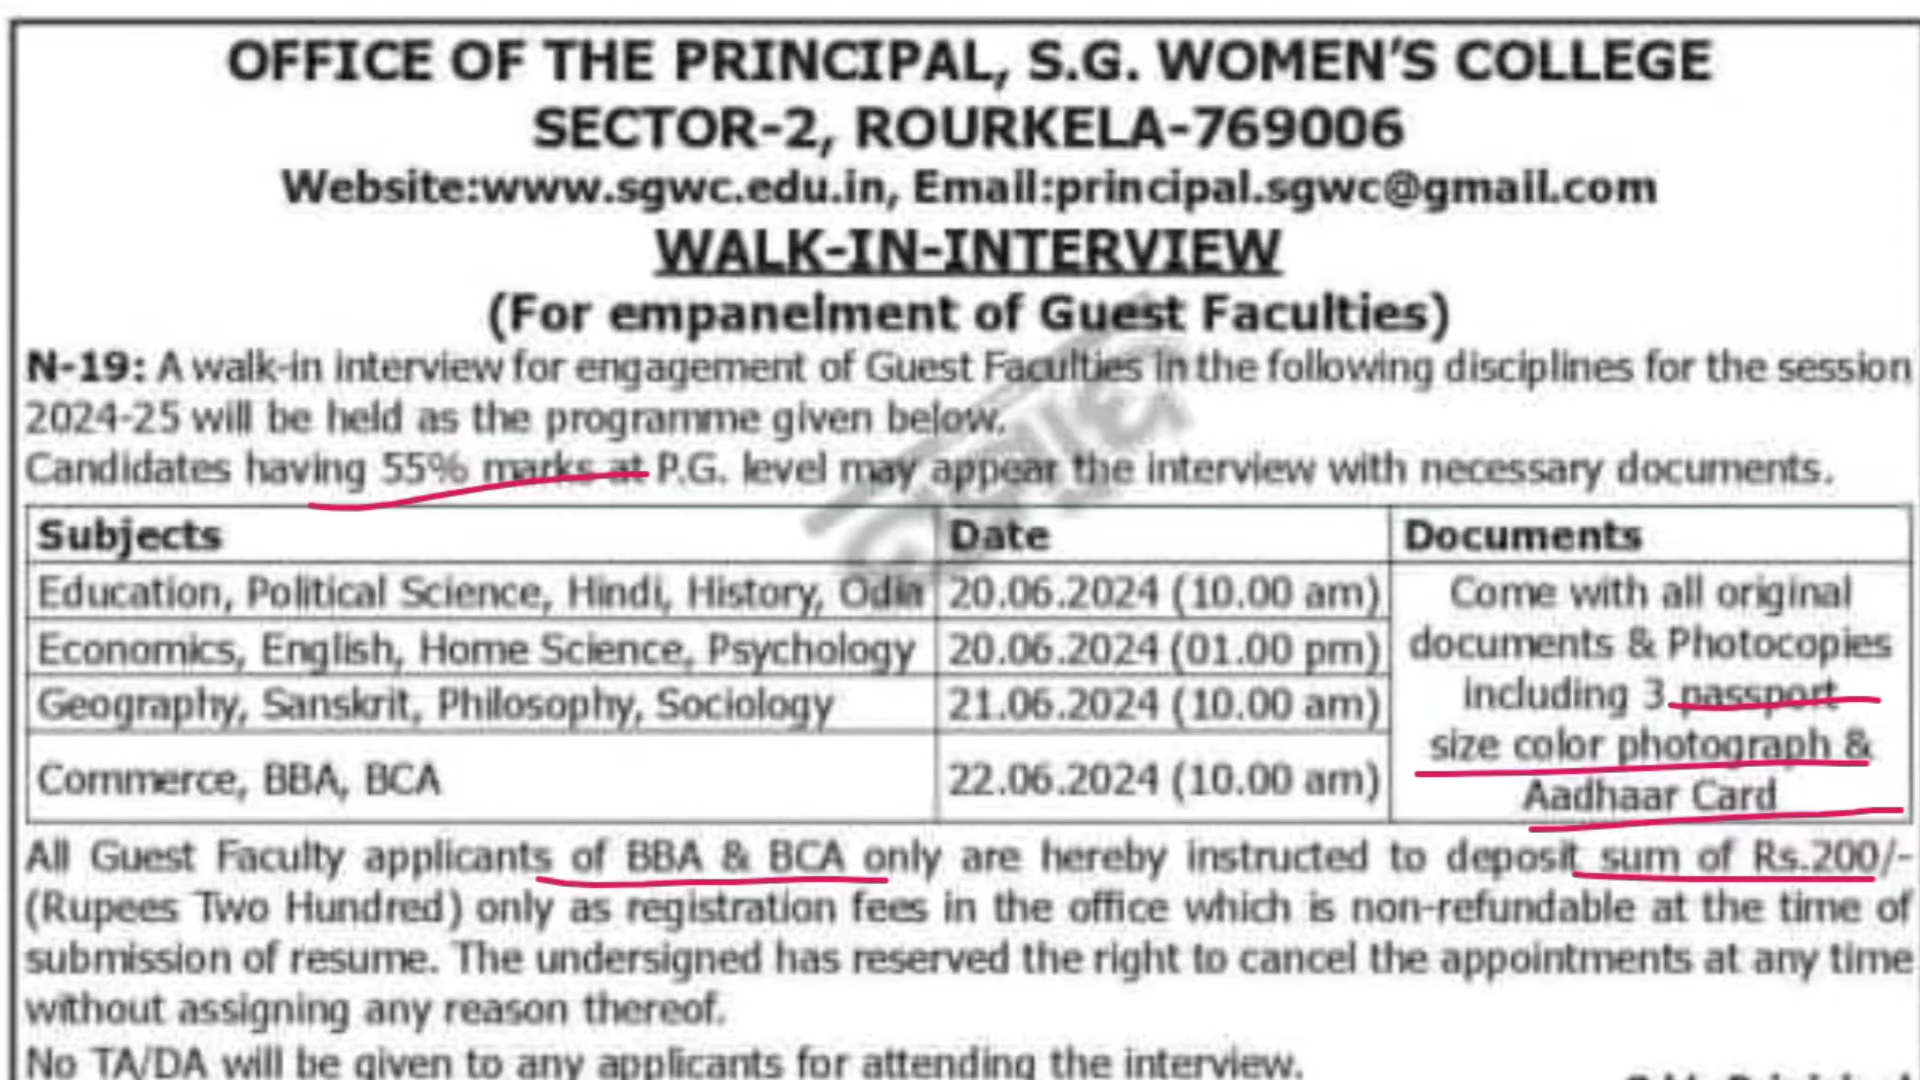 OFFICE OF THE PRINCIPAL, S.G. WOMEN'S COLLEGE
SECTOR-2, ROURKELA-769006
Website:www.sgwc.edu.in, Email:principal.sgwc@gmail.com
WALK-IN-INTERVIEW
(For empanelment of Guest Faculties)
N-19: A walk-in interview for engagement of Guest Faculties in the following disciplines for the session
2024-25 will be held as the programme given below.
Candidates having 55% marks at P.G. level may appear the interview with necessary documents.
Subjects Date Documents
Education, Political Science, Hindi, History, Odia 20.06.2024 (10.00 am)
Economics, English, Home Science, Psychology 20.06.2024 (01.00 pm)
Geography, Sanskrit, Philosophy, Sociology 21.06.2024 (10.00 am)
Commerce, BBA, BCA 22.06.2024 (10.00 am)
Come with all original
documents & Photocopies
including 3 passport
size color photograph &
Aadhaar Card
All Guest Faculty applicants of BBA & BCA only are hereby instructed to deposit sum of Rs.200/-
(Rupees Two Hundred) only as registration fees in the office which is non-refundable at the time of
submission of resume. The undersigned has reserved the right to cancel the appointments at any time
without assigning any reason thereof.
No TA/DA will be given to any applicants for attending the interview.